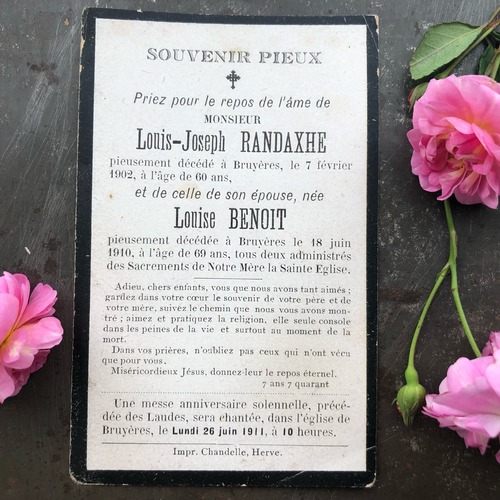 SOUVENIR PIEUX
Priez pour le repos de l'âme de
MONSIEUR
Louis-Joseph RANDAXHE
pieusement décédé à Bruyères, le 7 février
1902, à l'âge de 60 ans,
et de celle de son épouse, née
Louise BENOIT
pieusement décédée à Bruyères le 18 juin
1910, à l'âge de 69 ans, tous deux administrés
des Sacrements de Notre Mère la Sainte Eglise.
Adieu, chers enfants, vous que nous avons tant aimés ;
gardez dans votre cœur le souvenir de votre père et de
votre mère, suivez le chemin que nous vous avons mon-
tré ; aimez et pratiquez la religion, elle seule console
dans les peines de la vie et surtout au moment de la
mort.
Dans vos prières, n'oubliez pas ceux qui n'ont vécu
que pour vous.
Miséricordieux Jésus, donnez-leur le repos éternel.
7 ans 7 quarant
Une messe anniversaire solennelle, précé-
dée des Laudes, sera chantée, dans l'église de
Bruyères, le Lundi 26 juin 1911, à 10 heures.
Impr. Chandelle, Herve.